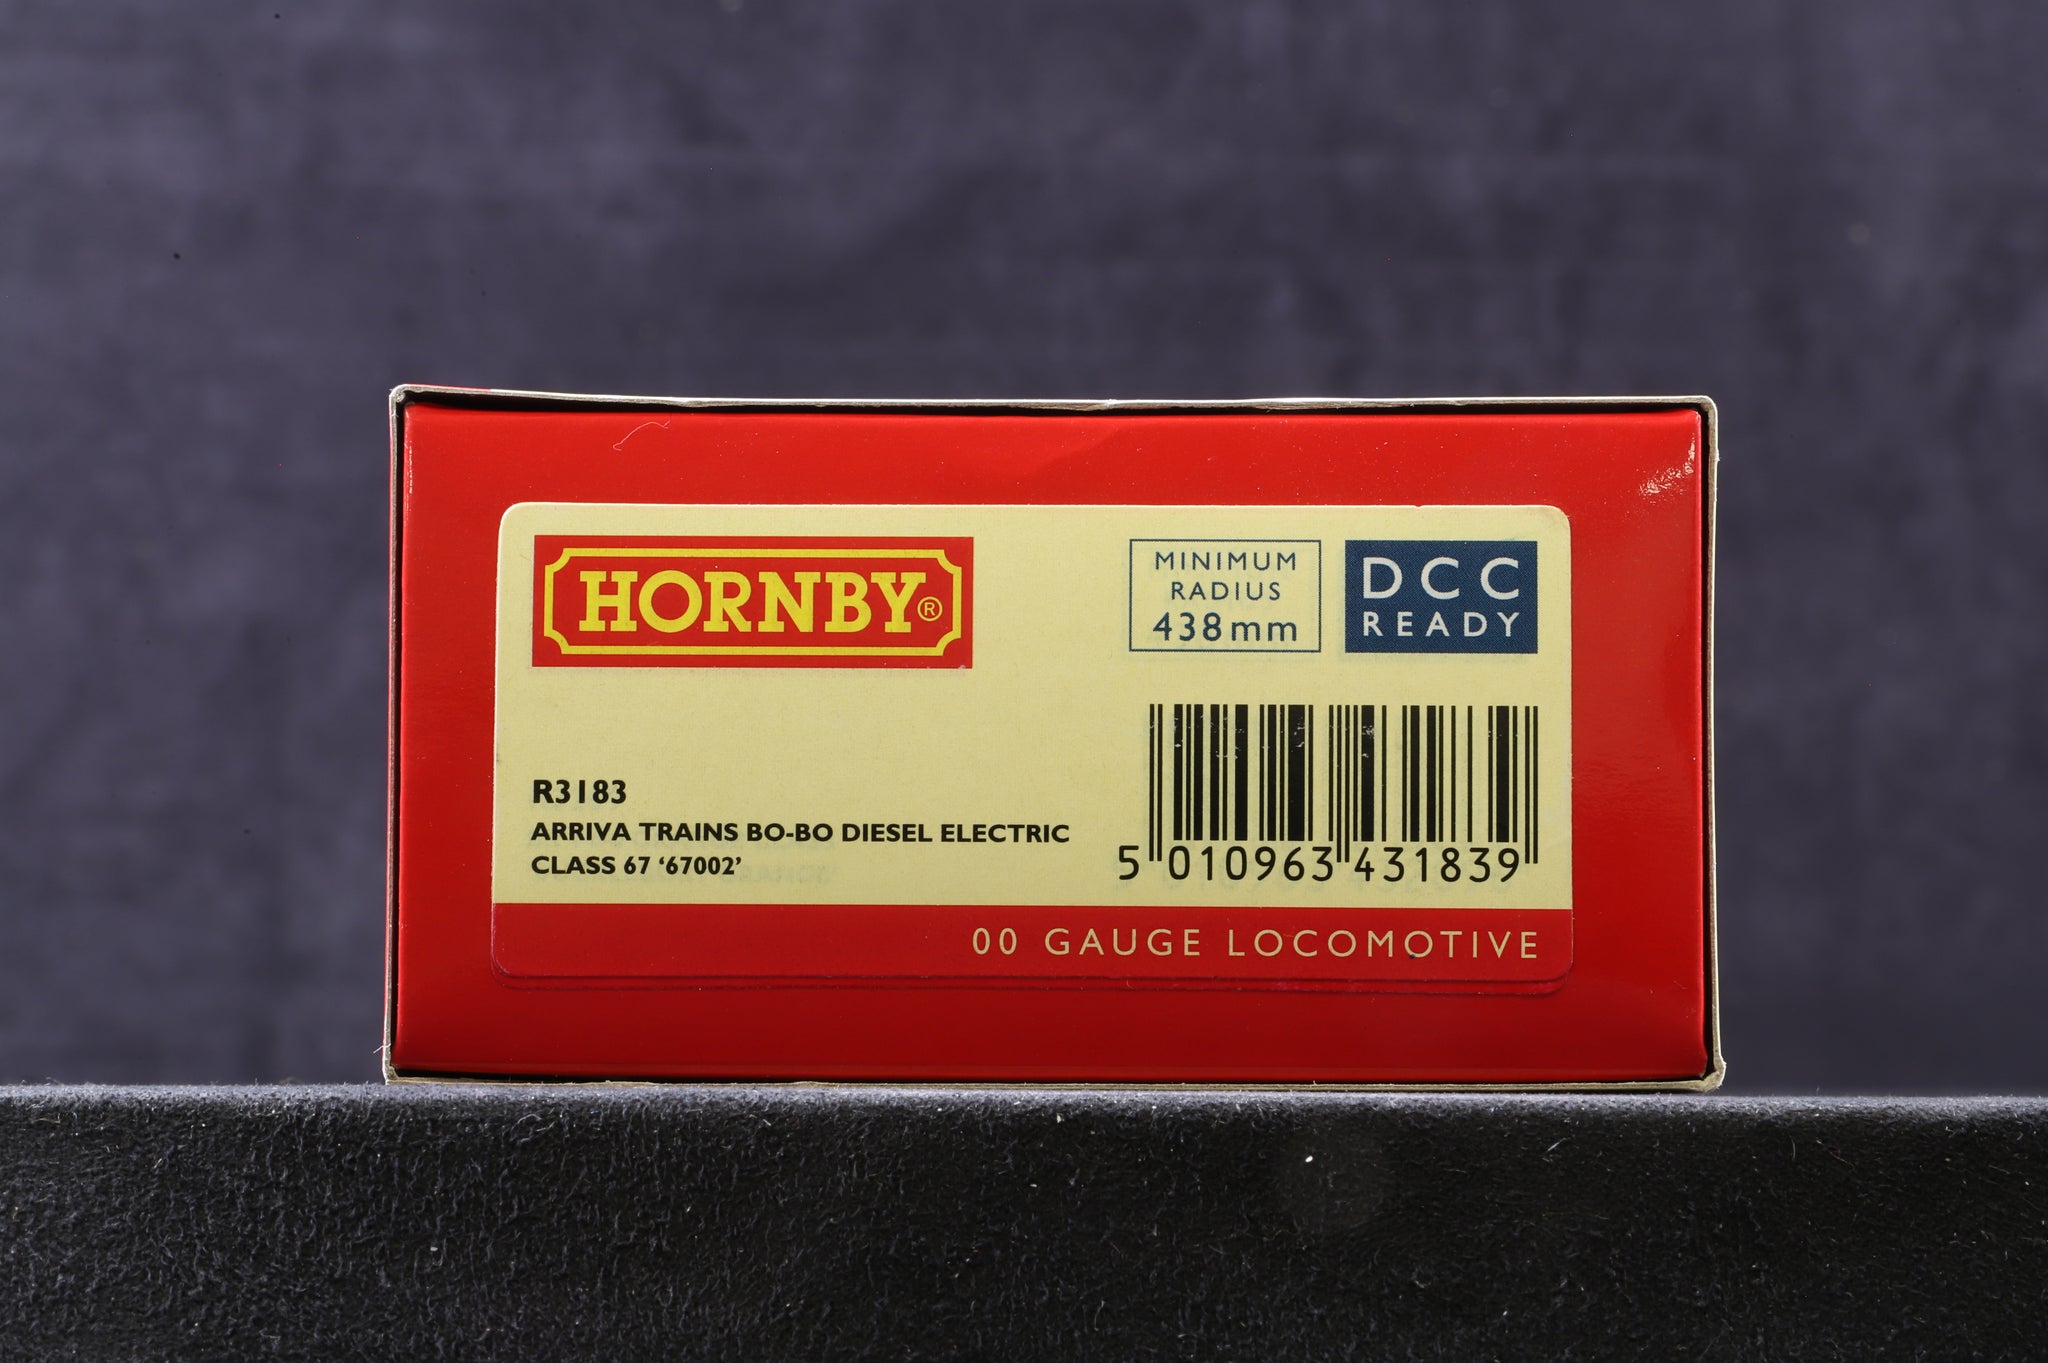 HORNBY®
MINIMUM
RADIUS
438mm
DCC
READY
R3183
ARRIVA TRAINS BO-BO DIESEL ELECTRIC
CLASS 67 ‘67002’
5 010963 431839
00 GAUGE LOCOMOTIVE